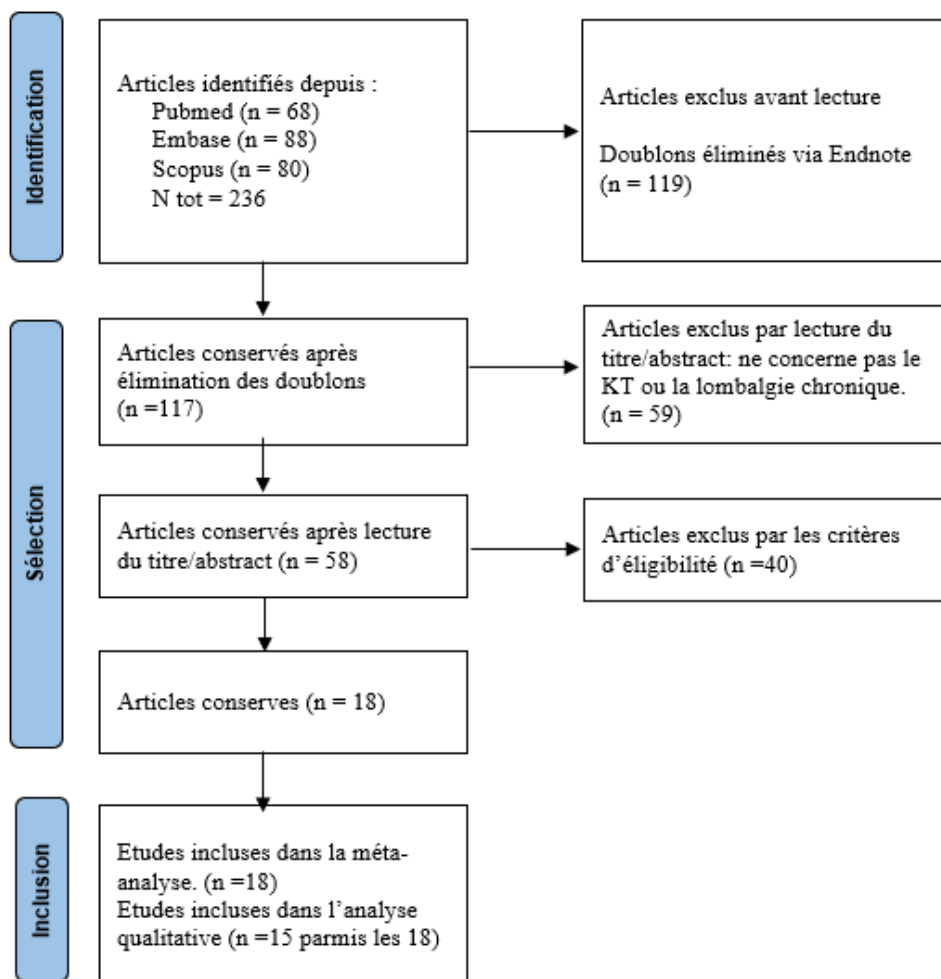 Identification
Articles identifiés depuis :
Pubmed (n = 68)
Embase (n = 88)
Scopus (n = 80)
N tot = 236
Articles exclus avant lecture
Doublons éliminés via Endnote
(n = 119)
Sélection
Articles conservés après
élimination des doublons
(n =117)
Articles exclus par lecture du
titre/abstract: ne concerne pas le
KT ou la lombalgie chronique.
(n = 59)
Articles conservés après lecture
du titre/abstract (n = 58)
Articles exclus par les critères
d’éligibilité (n =40)
Articles conserves (n = 18)
Inclusion
Etudes incluses dans la méta-
analyse. (n =18)
Etudes incluses dans l’analyse
qualitative (n =15 parmis les 18)